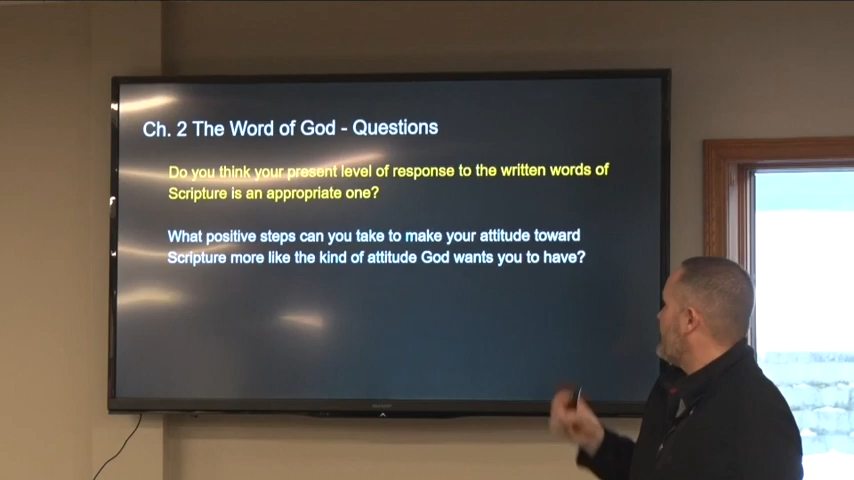 Ch. 2 The Word of God - Questions
Do you think your present level of response to the written words of
Scripture is an appropriate one?
What positive steps can you take to make your attitude toward
Scripture more like the kind of attitude God wants you to have?